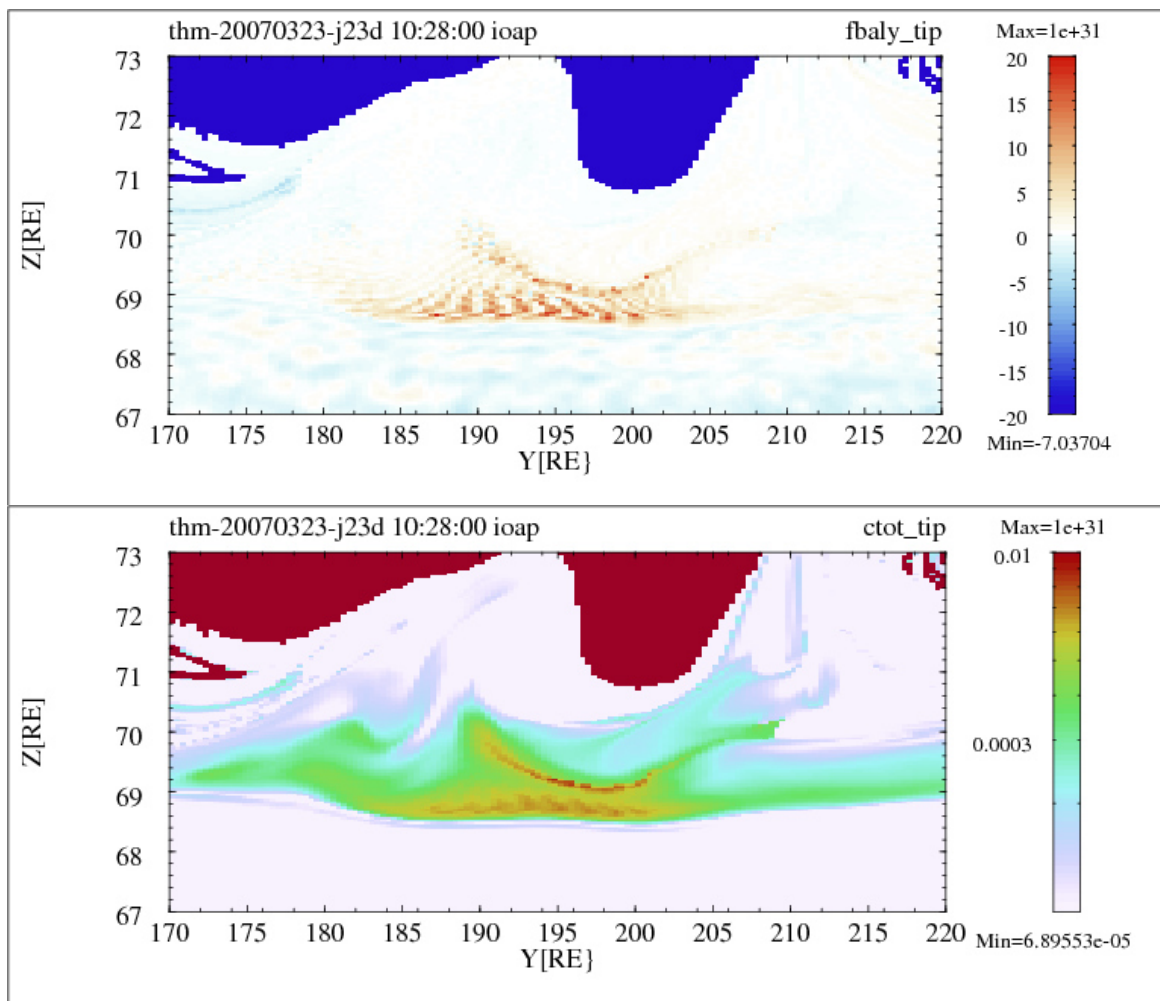 thm-20070323-j23d 10:28:00 ioap fbaly_tip Max=1e+31
73
72
71
70
69
68
67
Z[RE]
170 180 185 190 195 200 205 210 215 220
Y[RE}
20
15
10
5
0
-5
-10
-15
-20
Min=-7.03704
thm-20070323-j23d 10:28:00 ioap ctot_tip Max=1e+31
73
72
71
70
69
68
67
Z[RE]
170 180 185 190 195 200 205 210 215 220
Y[RE}
0.01
0.0003
Min=6.89553e-05